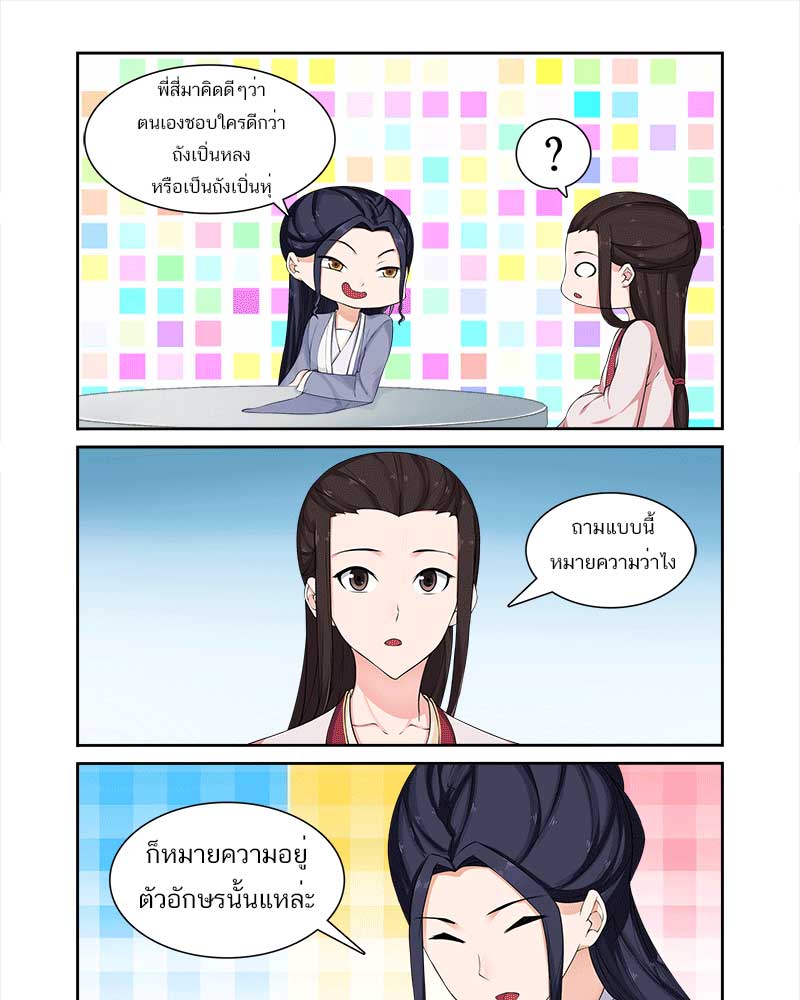 พี่สี่มาคิดดีๆว่า
ตนเองชอบใครดีกว่า
ถังเปิ่นหลง
หรือเป็นถังเปิ่นหุ่
?
ถามแบบนี้
หมายความว่าไง
ก็หมายความอยู่
ตัวอักษรนั้นแหล่ะ